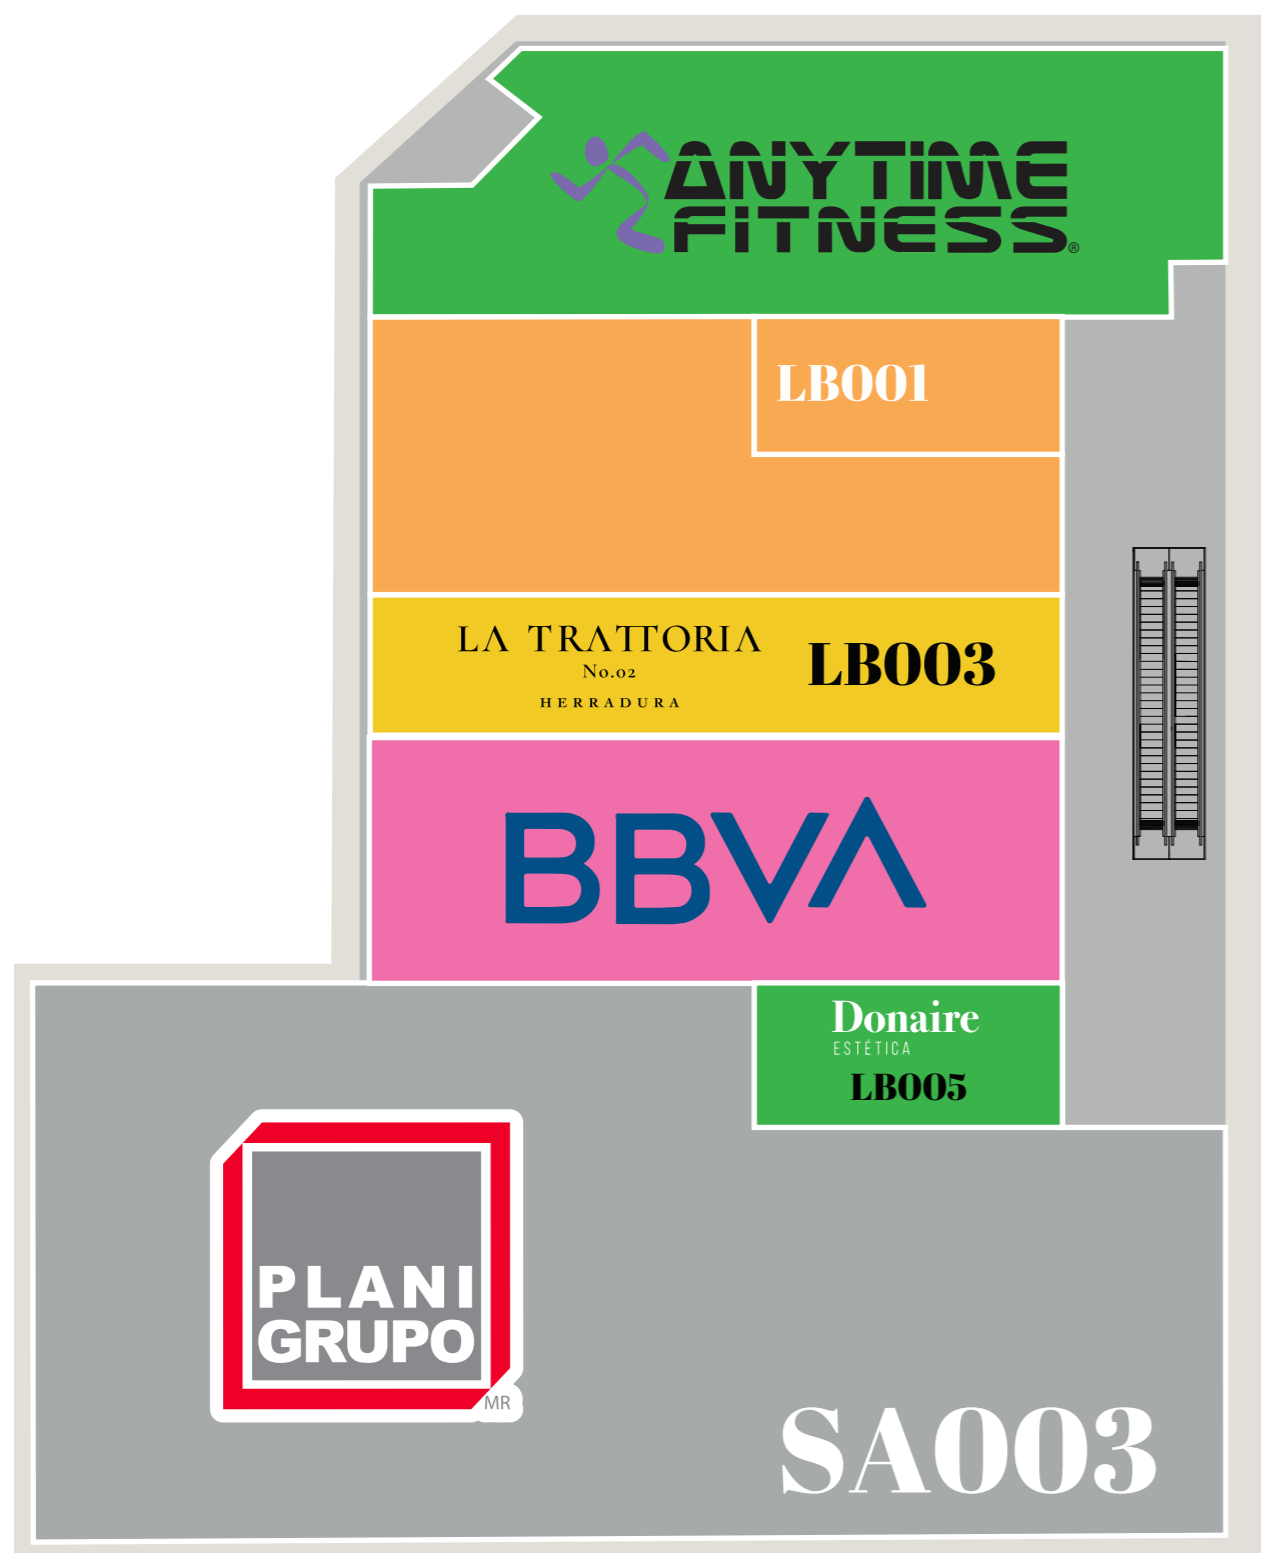 ANYTIME
FITNESS®
LB001
LA TRATTORIA
No.02
HERRADURA
LB003
BBVA
Donaire
ESTÉTICA
LB005
PLANI
GRUPO
MR
SA003